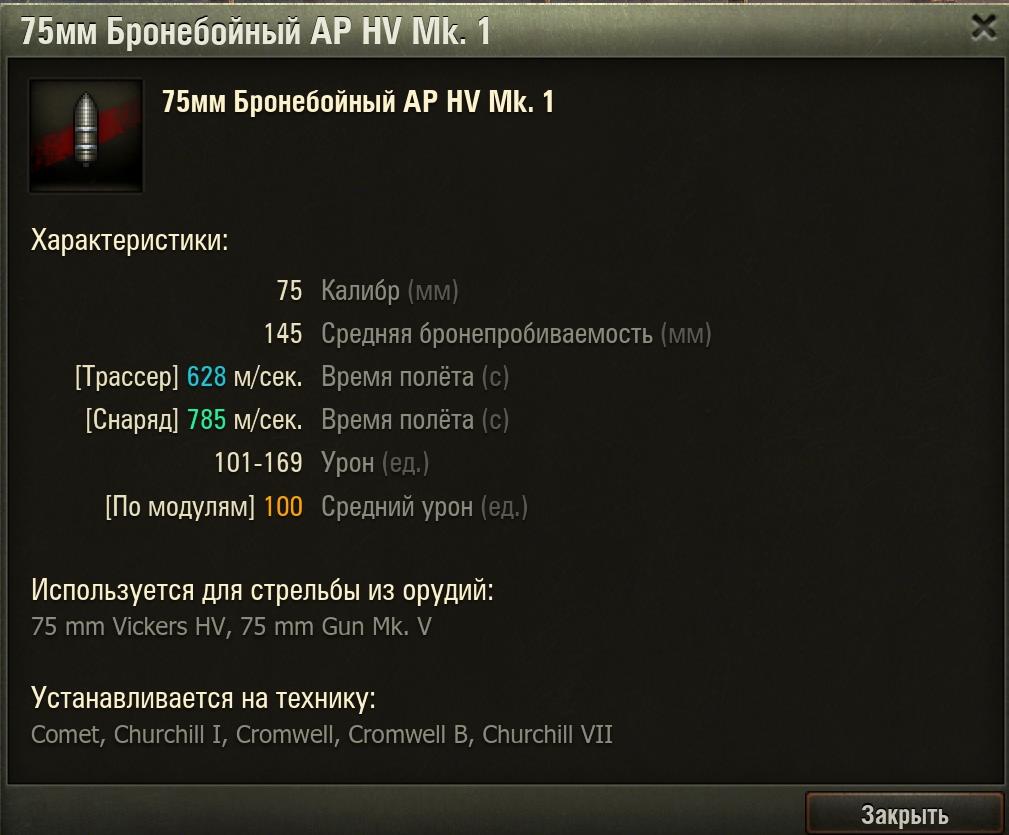 75мм Бронебойный AP HV Mk. 1
75мм Бронебойный AP HV Mk. 1
Характеристики:
75 Калибр (мм)
145 Средняя бронепробиваемость (мм)
[Трассер] 628 м/сек. Время полёта (с)
[Снаряд] 785 м/сек. Время полёта (с)
101-169 Урон (ед.)
[По модулям] 100 Средний урон (ед.)
Используется для стрельбы из орудий:
75 mm Vickers HV, 75 mm Gun Mk. V
Устанавливается на технику:
Comet, Churchill I, Cromwell, Cromwell B, Churchill VII
Закрыть